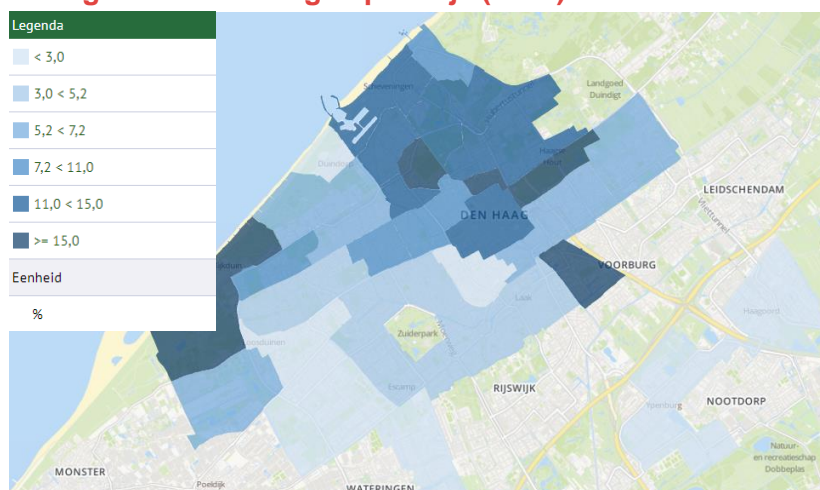 Legenda
< 3,0
3,0 < 5,2
5,2 < 7,2
7,2 < 11,0
11,0 < 15,0
>= 15,0
Eenheid
%
Scheveningen
Landgoed
Duindigt
Haagse
Hout
Duindorp
LEIDSCHENDAM
DEN HAAG
VOORBURG
Laak
Haagoord
Zuiderpark
Escamp
RIJSWIJK
Ypenburg
NOOTDORP
Natuur-
en recreatieschap
Dobbeplas
MONSTER
Poeldijk
WATERINGEN